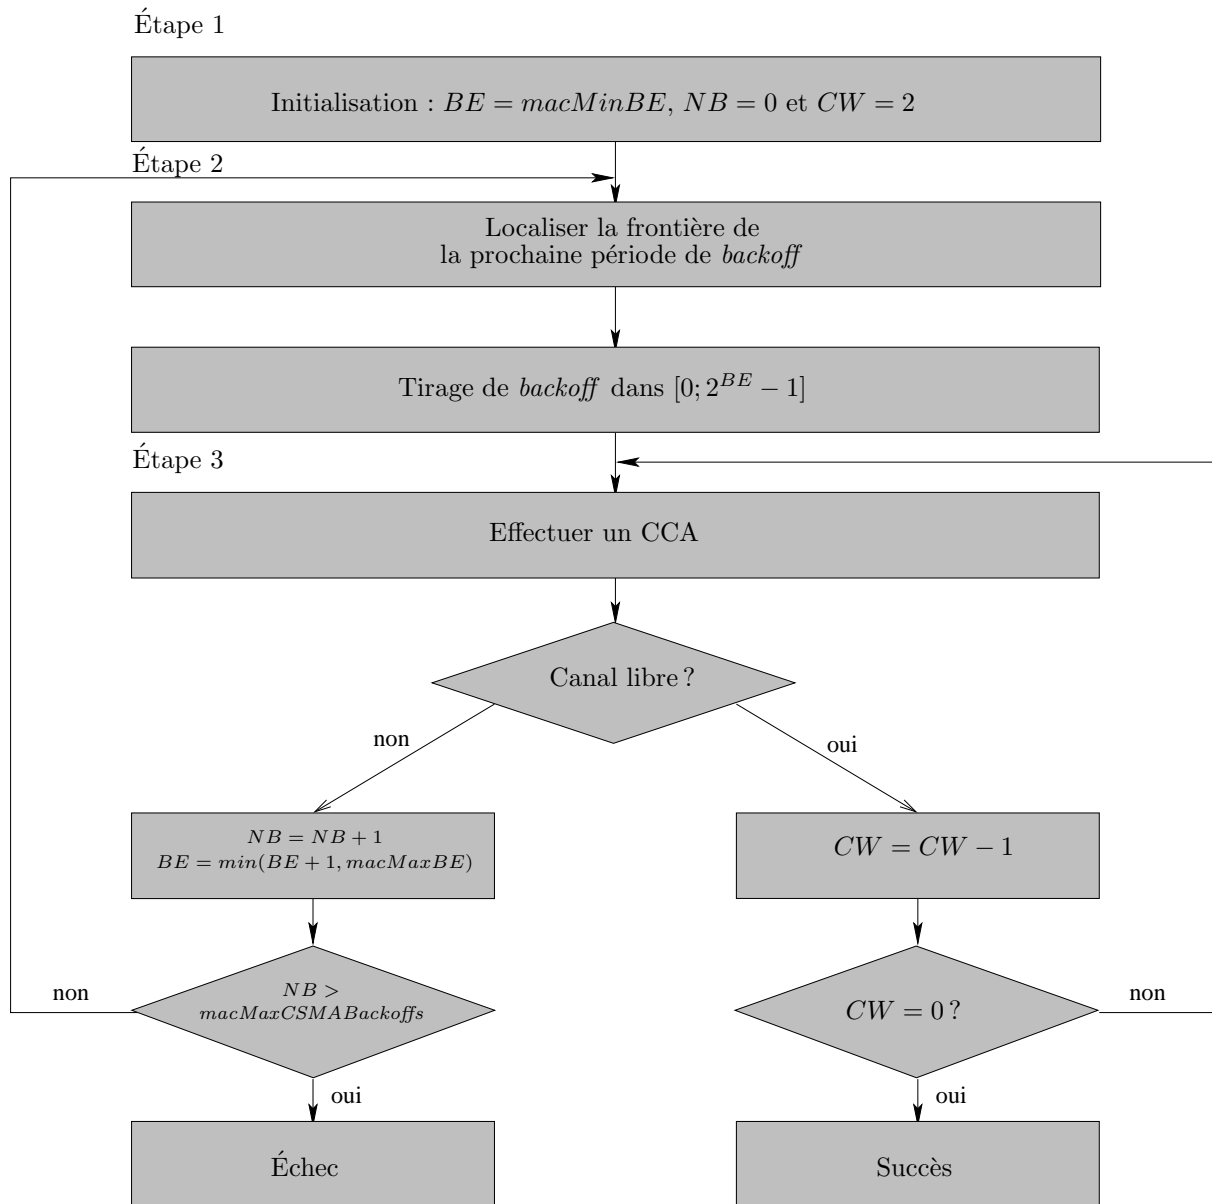 Étape 1
Initialisation : BE = macMinBE, NB = 0 et CW = 2
Étape 2
Localiser la frontière de
la prochaine période de backoff
Tirage de backoff dans [0; 2^{BE} − 1]
Étape 3
Effectuer un CCA
Canal libre ?
non
oui
NB = NB + 1
BE = min(BE + 1, macMaxBE)
CW = CW − 1
non
NB >
macMaxCSMABackoffs
CW = 0 ?
non
oui
oui
Échec
Succès